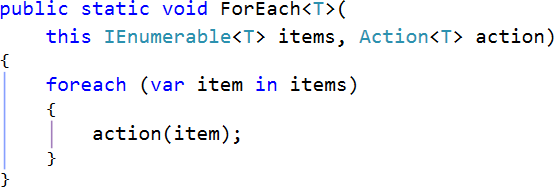 public static void ForEach<T>(
    this IEnumerable<T> items, Action<T> action)
{
    foreach (var item in items)
    {
        action(item);
    }
}